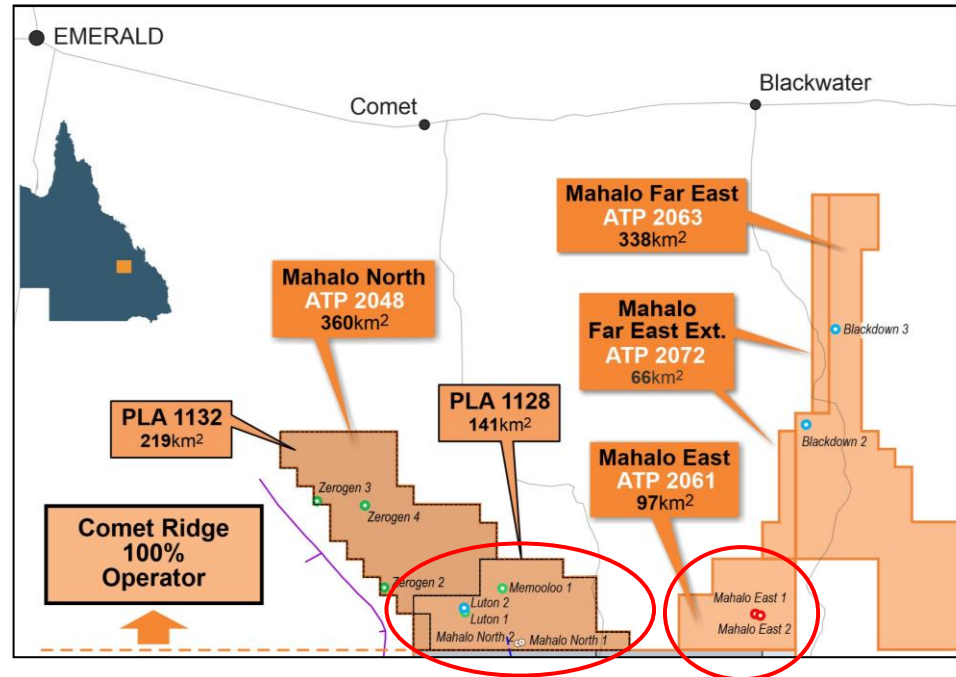 EMERALD
Comet
Blackwater
Mahalo Far East
ATP 2063
338km²
Mahalo North
ATP 2048
360km²
Mahalo
Far East Ext.
ATP 2072
66km²
Blackdown 3
PLA 1132
219km²
PLA 1128
141km²
Blackdown 2
Mahalo East
ATP 2061
97km²
Zerogen 3
Zerogen 4
Comet Ridge
100%
Operator
Zerogen 2
Memooloo 1
Luton 2
Luton 1
Mahalo North 2
Mahalo North 1
Mahalo East 1
Mahalo East 2